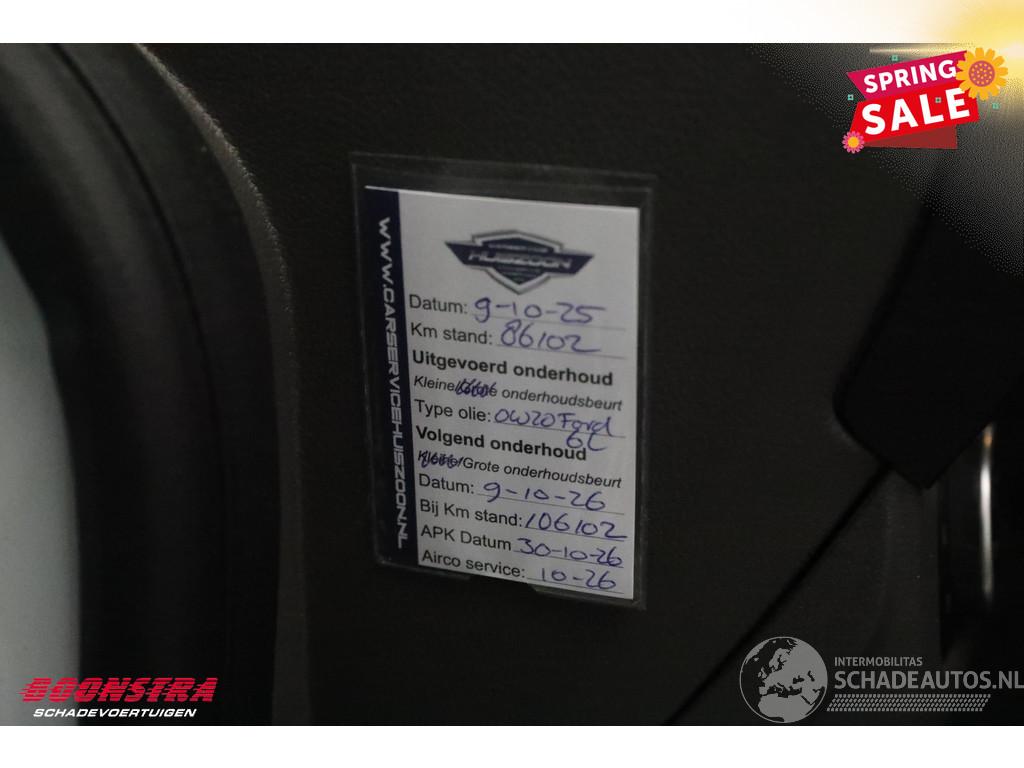 SPRING
SALE
HUISZOON
WWW.CARSERVICEHUISZOON.NL
Datum: 9-10-25
Km stand: 86102
Uitgevoerd onderhoud
Kleine/Grote onderhoudsbeurt
Type olie: 0W20 Ford
6L
Volgend onderhoud
Kleine/Grote onderhoudsbeurt
Datum: 9-10-26
Bij Km stand: 106102
APK Datum 30-10-26
Airco service: 10-26
BOONSTRA
SCHADEVOERTUIGEN
INTERMOBILITAS
SCHADEAUTOS.NL